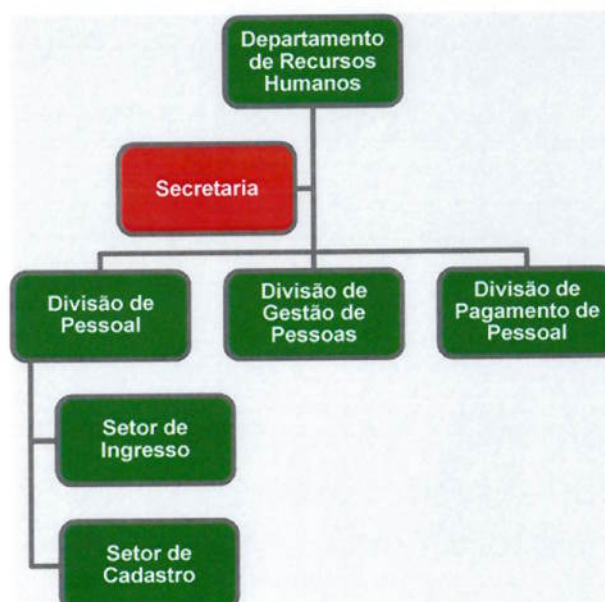 Departamento
de Recursos
Humanos
Secretaria
Divisão de
Pessoal
Divisão de
Gestão de
Pessoas
Divisão de
Pagamento de
Pessoal
Setor de
Ingresso
Setor de
Cadastro